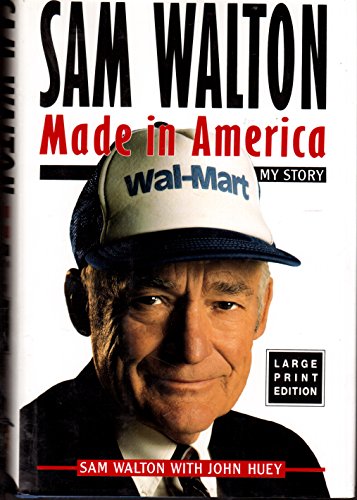 SAM WALTON
Made in America
MY STORY
Wal-Mart
LARGE
PRINT
EDITION
SAM WALTON WITH JOHN HUEY